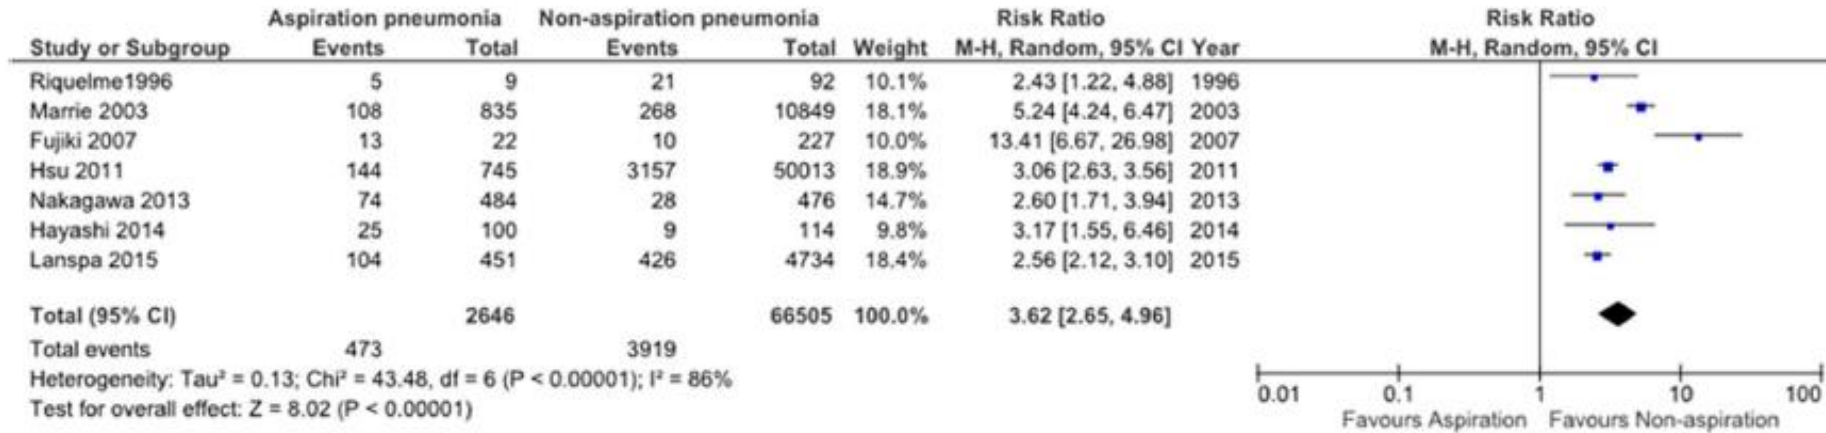 Aspiration pneumonia Non-aspiration pneumonia Risk Ratio Risk Ratio
Study or Subgroup Events Total Events Total Weight M-H, Random, 95% CI Year M-H, Random, 95% CI
Riquelme1996 5 9 21 92 10.1% 2.43 [1.22, 4.88] 1996
Marrie 2003 108 835 268 10849 18.1% 5.24 [4.24, 6.47] 2003
Fujiki 2007 13 22 10 227 10.0% 13.41 [6.67, 26.98] 2007
Hsu 2011 144 745 3157 50013 18.9% 3.06 [2.63, 3.56] 2011
Nakagawa 2013 74 484 28 476 14.7% 2.60 [1.71, 3.94] 2013
Hayashi 2014 25 100 9 114 9.8% 3.17 [1.55, 6.46] 2014
Lanspa 2015 104 451 426 4734 18.4% 2.56 [2.12, 3.10] 2015
Total (95% CI) 2646 66505 100.0% 3.62 [2.65, 4.96]
Total events 473 3919
Heterogeneity: Tau² = 0.13; Chi² = 43.48, df = 6 (P < 0.00001); I² = 86%
Test for overall effect: Z = 8.02 (P < 0.00001)
0.01 0.1 1 10 100
Favours Aspiration Favours Non-aspiration